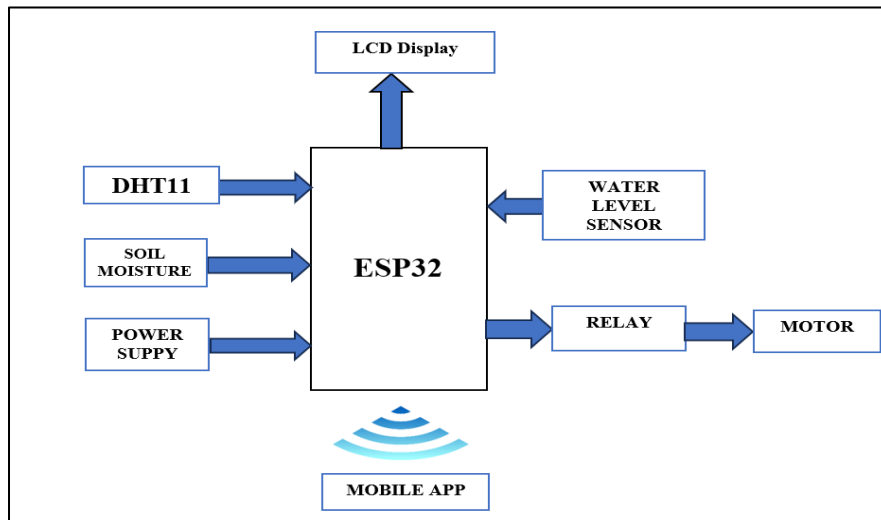 LCD Display
DHT11
WATER
LEVEL
SENSOR
SOIL
MOISTURE
ESP32
POWER
SUPPY
RELAY
MOTOR
MOBILE APP